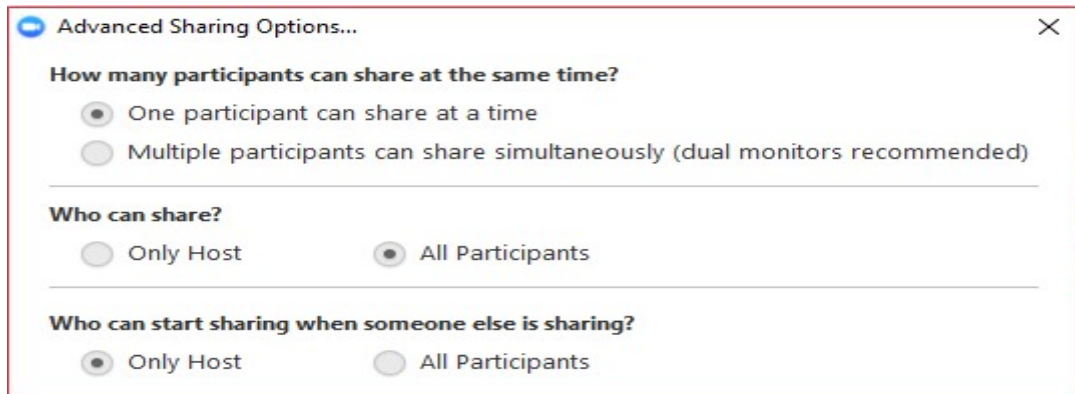 Advanced Sharing Options...
How many participants can share at the same time?
One participant can share at a time
Multiple participants can share simultaneously (dual monitors recommended)
Who can share?
Only Host All Participants
Who can start sharing when someone else is sharing?
Only Host All Participants